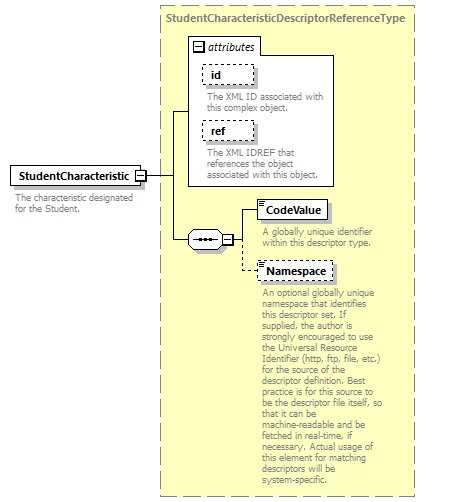 StudentCharacteristicDescriptorReferenceType
attributes
id
The XML ID associated with
this complex object.
ref
The XML IDREF that
references the object
associated with this object.
StudentCharacteristic
The characteristic designated
for the Student.
CodeValue
A globally unique identifier
within this descriptor type.
Namespace
An optional globally unique
namespace that identifies
this descriptor set. If
supplied, the author is
strongly encouraged to use
the Universal Resource
Identifier (http, ftp, file, etc.)
for the source of the
descriptor definition. Best
practice is for this source to
be the descriptor file itself, so
that it can be
machine-readable and be
fetched in real-time, if
necessary. Actual usage of
this element for matching
descriptors will be
system-specific.